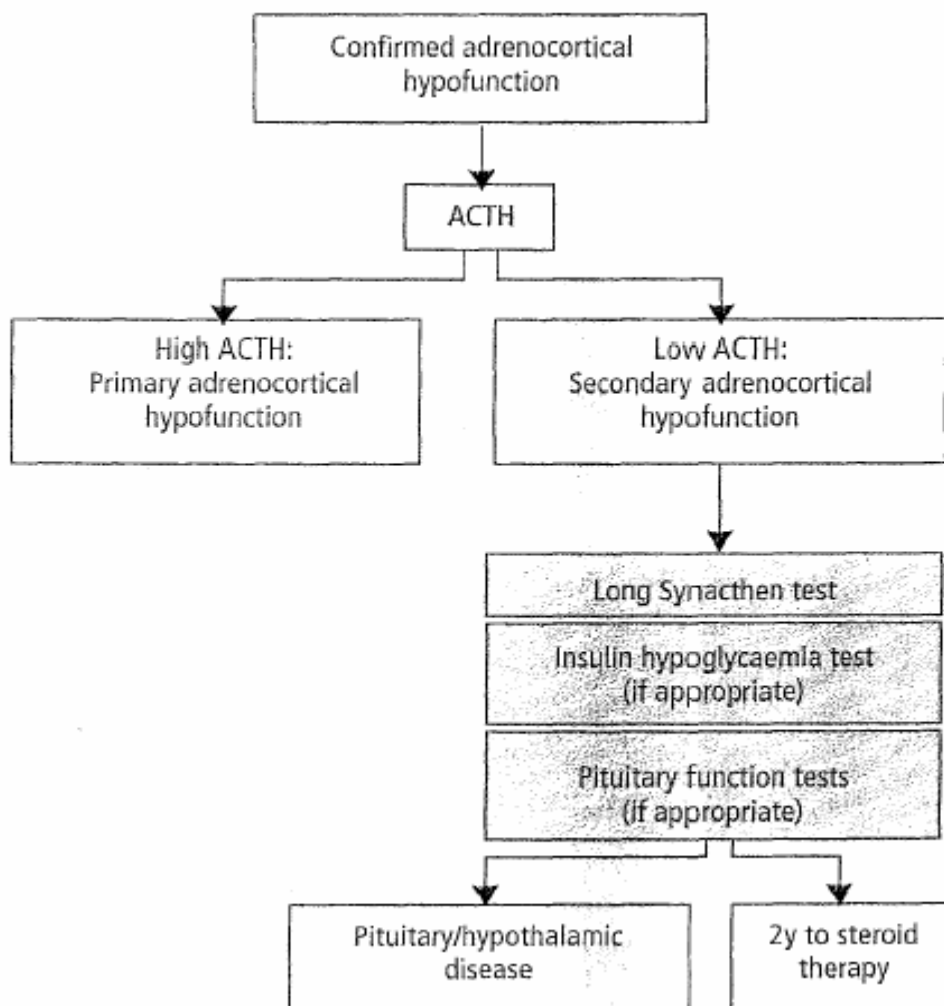 Confirmed adrenocortical
hypofunction
ACTH
High ACTH:
Primary adrenocortical
hypofunction
Low ACTH:
Secondary adrenocortical
hypofunction
Long Synacthen test
Insulin hypoglycaemia test
(if appropriate)
Pituitary function tests
(if appropriate)
Pituitary/hypothalamic
disease
2y to steroid
therapy